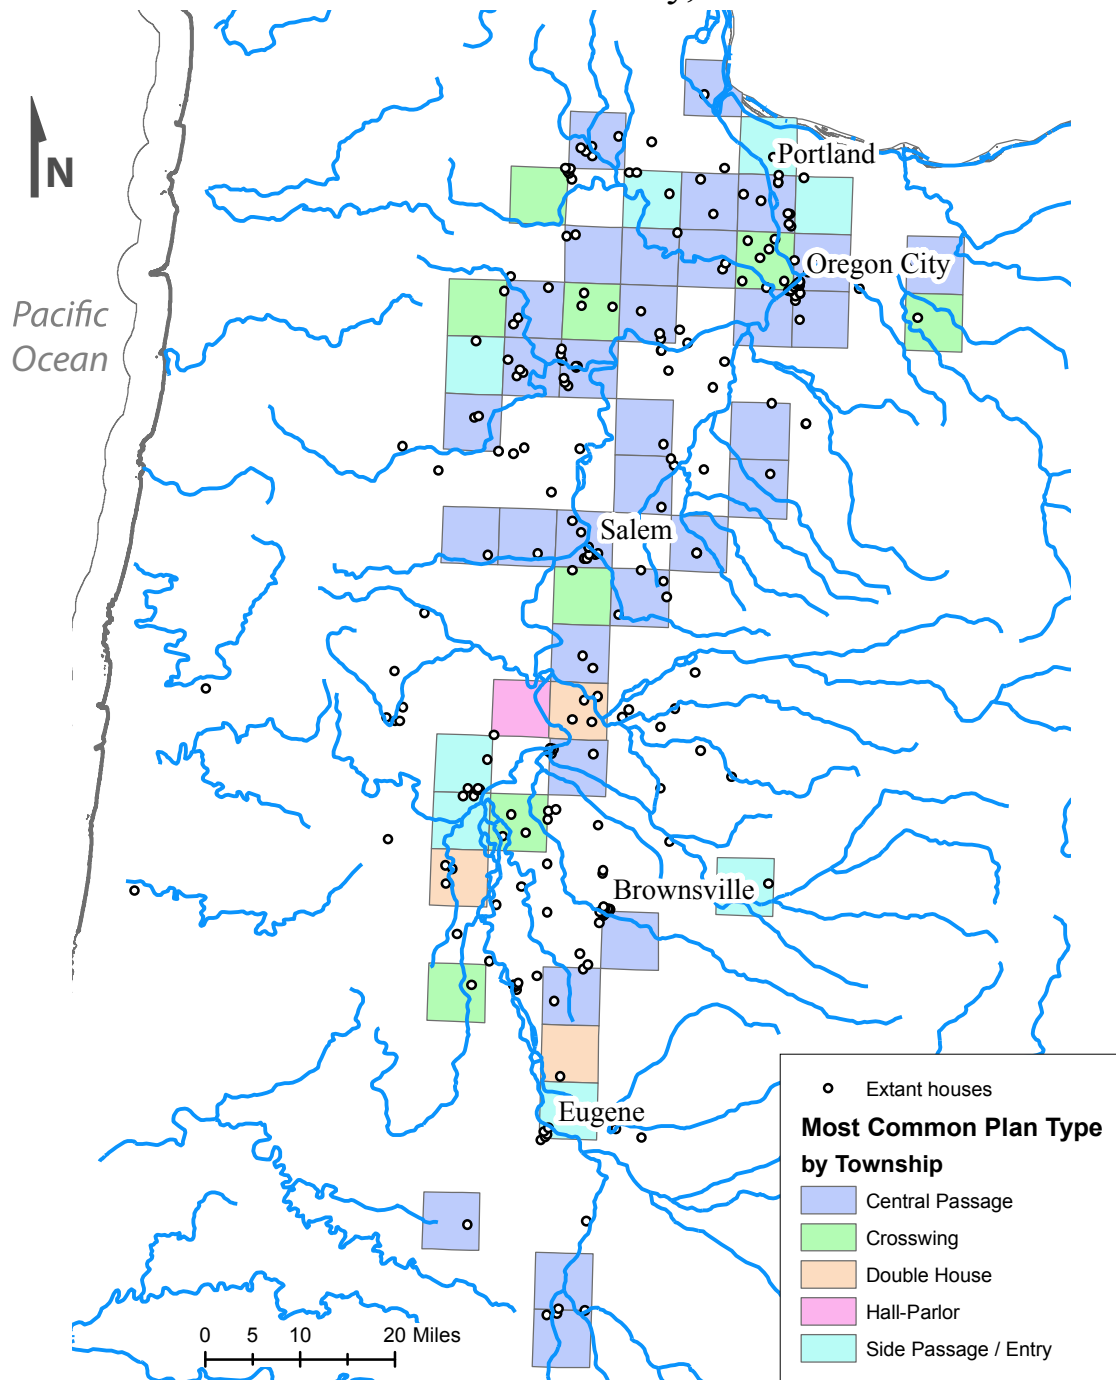 N
Portland
Oregon City
Pacific
Ocean
Salem
Brownsville
Eugene
Extant houses
Most Common Plan Type
by Township
Central Passage
Crosswing
Double House
Hall-Parlor
Side Passage / Entry
0 5 10 20 Miles